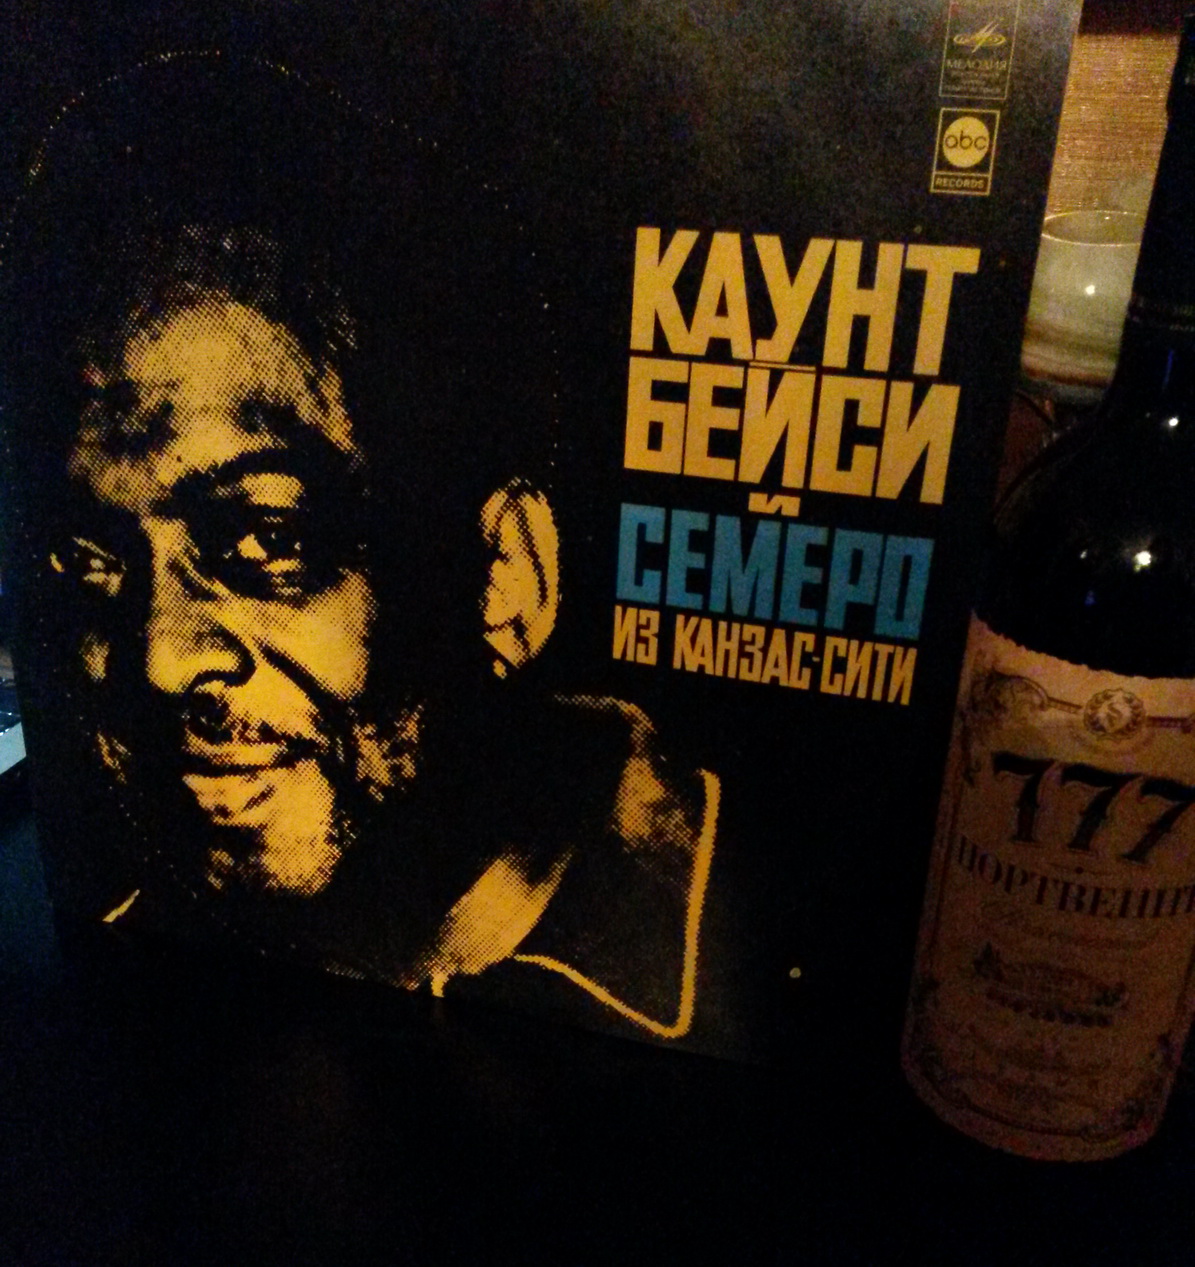 МЕЛОДИЯ
abc
RECORDS
КАУНТ
БЕЙСИ
И
СЕМЕРО
ИЗ КАНЗАС-СИТИ
777
ПОРТВЕЙН